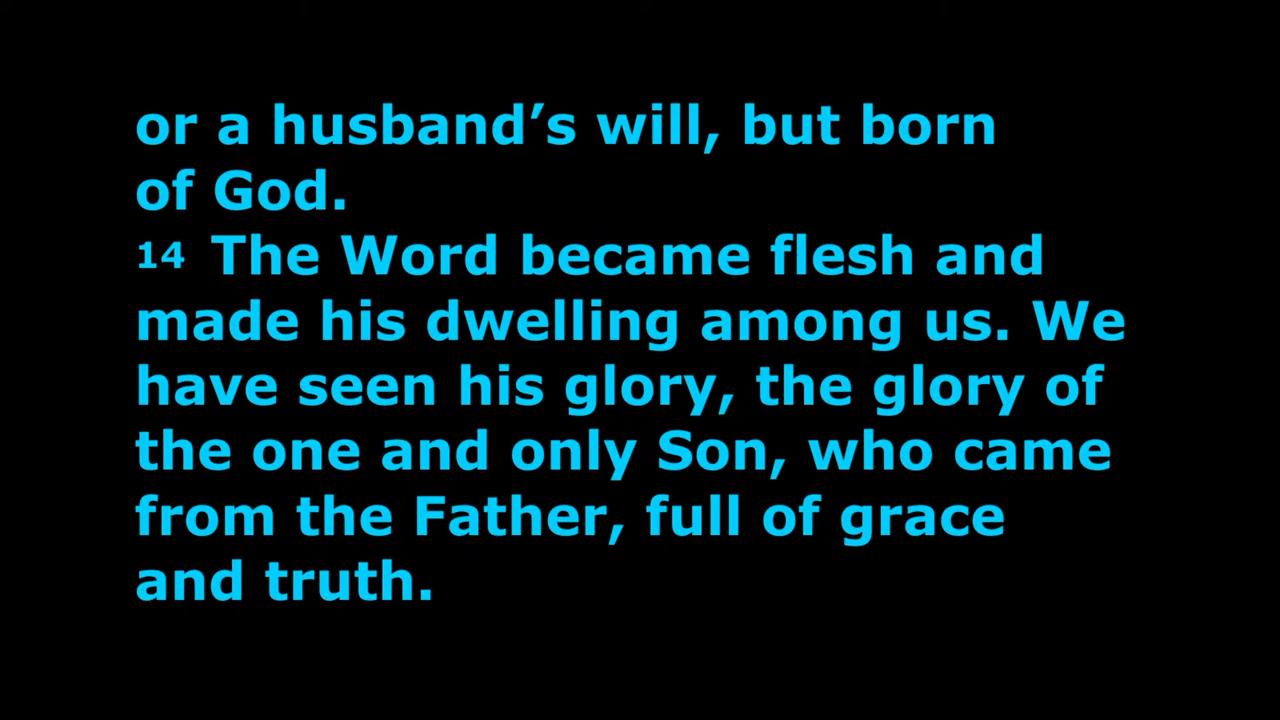 or a husband’s will, but born
of God.
14 The Word became flesh and
made his dwelling among us. We
have seen his glory, the glory of
the one and only Son, who came
from the Father, full of grace
and truth.